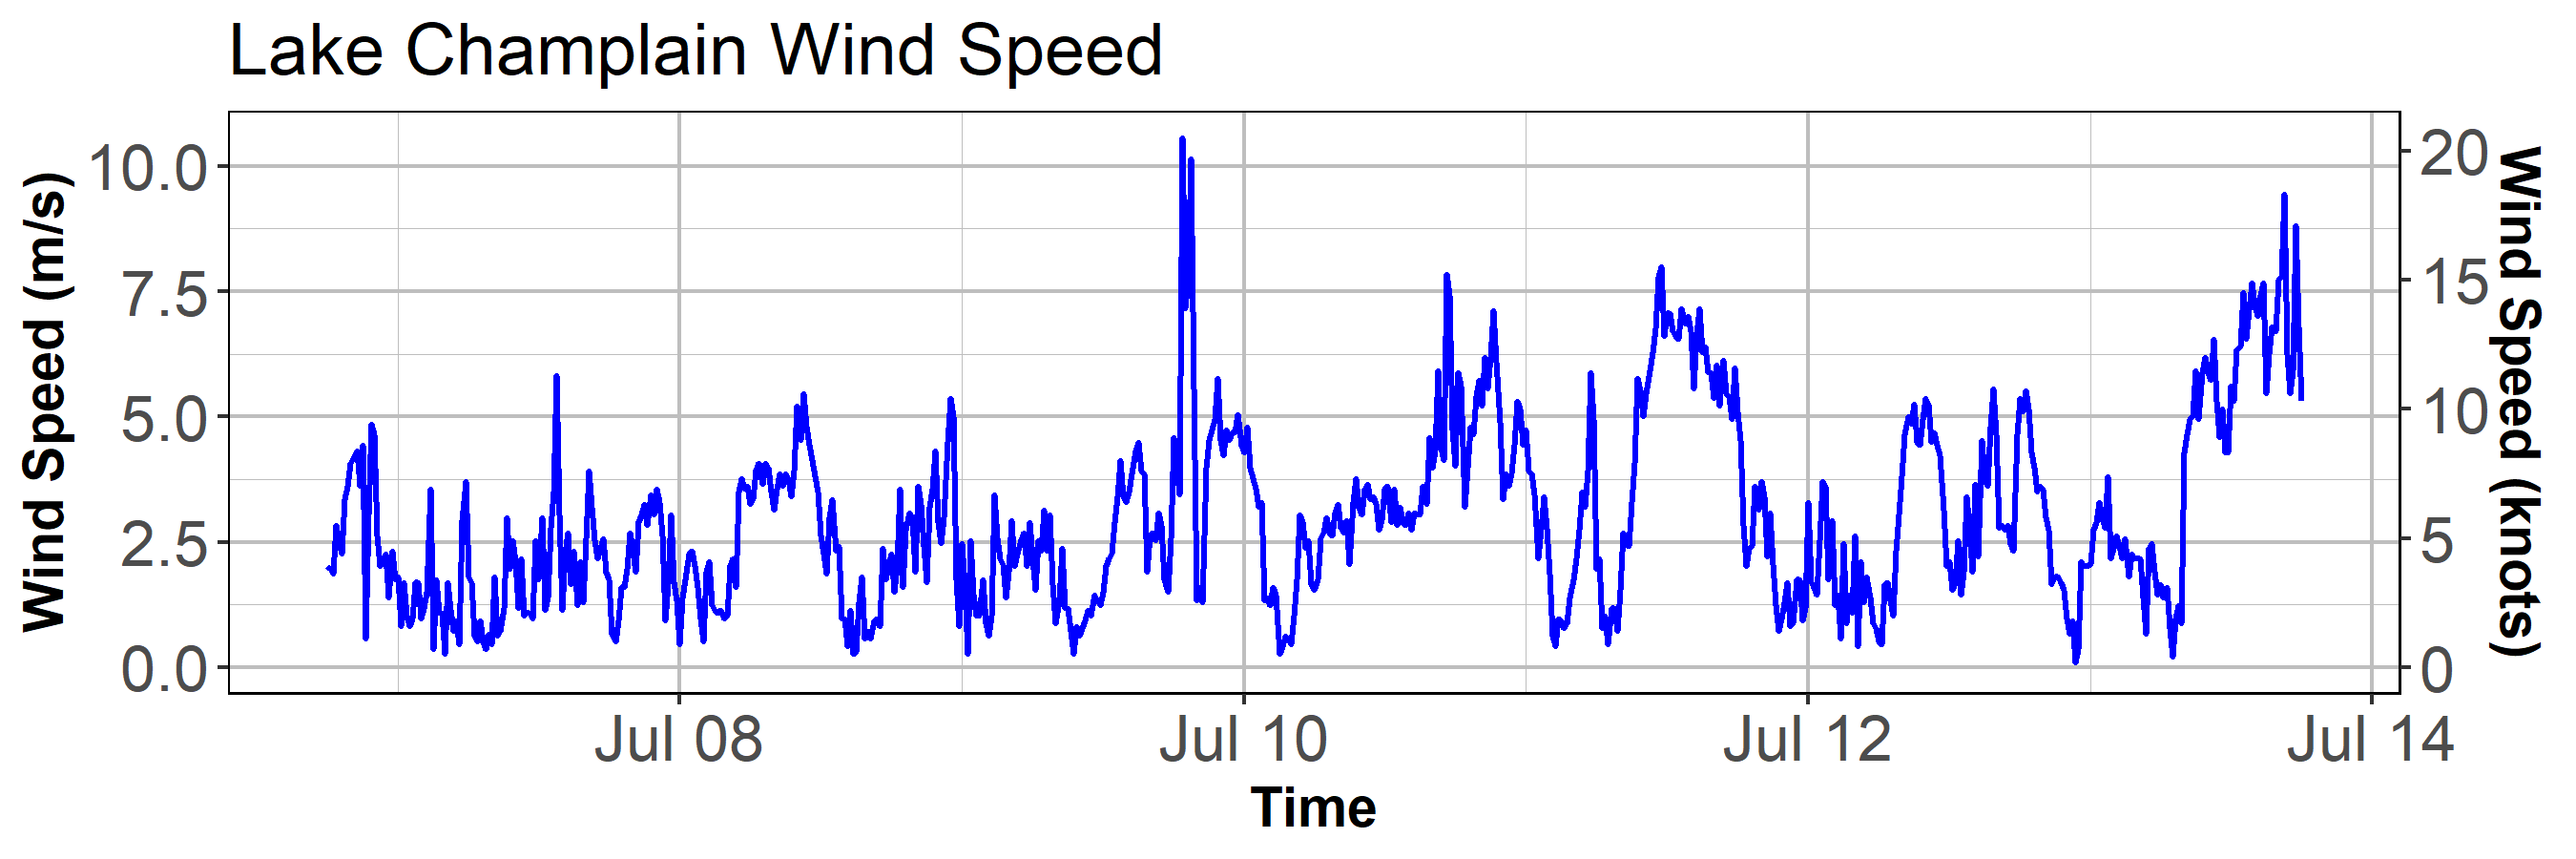 Lake Champlain Wind Speed
Wind Speed (m/s)
10.0
7.5
5.0
2.5
0.0
20
15
10
5
0
Wind Speed (knots)
Jul 08 Jul 10 Jul 12 Jul 14
Time